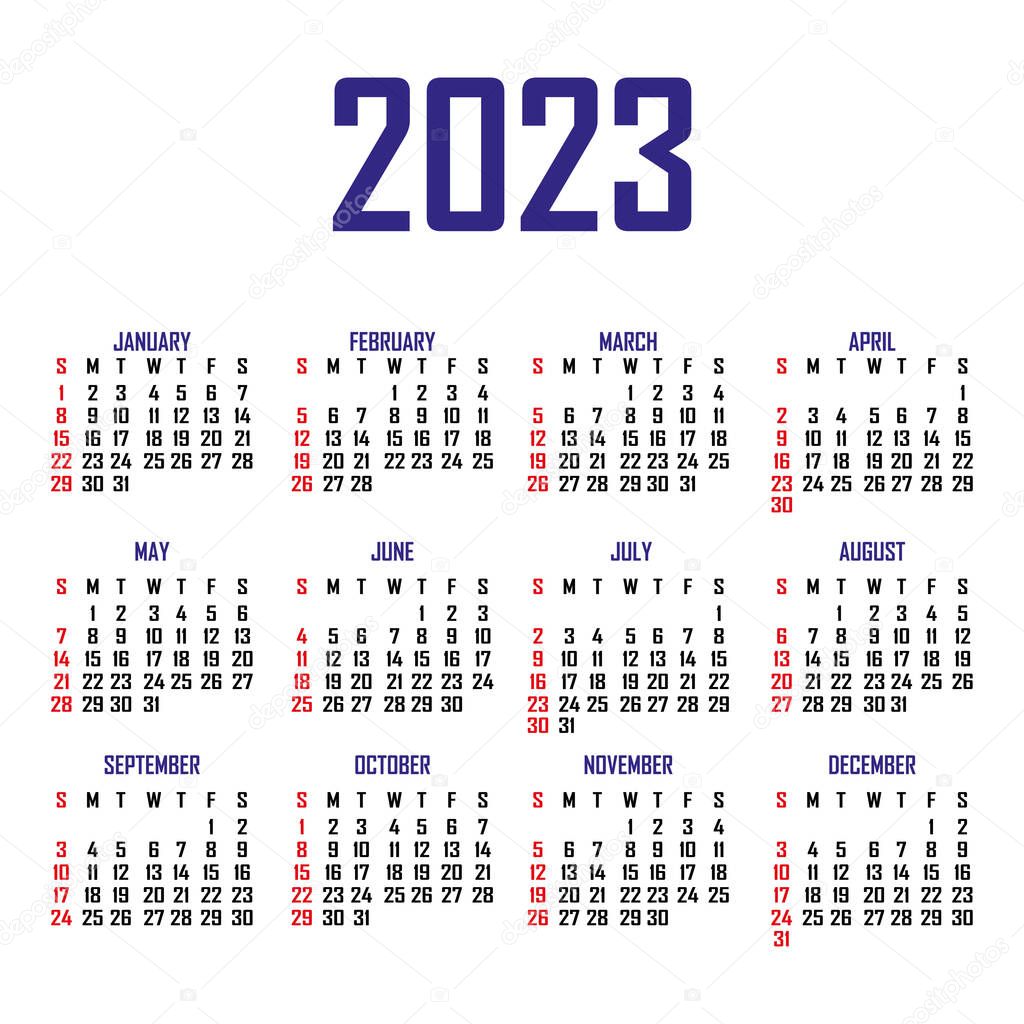 2023
JANUARY
S M T W T F S
1 2 3 4 5 6 7
8 9 10 11 12 13 14
15 16 17 18 19 20 21
22 23 24 25 26 27 28
29 30 31
FEBRUARY
S M T W T F S
1 2 3 4
5 6 7 8 9 10 11
12 13 14 15 16 17 18
19 20 21 22 23 24 25
26 27 28
MARCH
S M T W T F S
1 2 3 4
5 6 7 8 9 10 11
12 13 14 15 16 17 18
19 20 21 22 23 24 25
26 27 28 29 30 31
APRIL
S M T W T F S
1
2 3 4 5 6 7 8
9 10 11 12 13 14 15
16 17 18 19 20 21 22
23 24 25 26 27 28 29
30
MAY
S M T W T F S
1 2 3 4 5 6
7 8 9 10 11 12 13
14 15 16 17 18 19 20
21 22 23 24 25 26 27
28 29 30 31
JUNE
S M T W T F S
1 2 3
4 5 6 7 8 9 10
11 12 13 14 15 16 17
18 19 20 21 22 23 24
25 26 27 28 29 30
JULY
S M T W T F S
1
2 3 4 5 6 7 8
9 10 11 12 13 14 15
16 17 18 19 20 21 22
23 24 25 26 27 28 29
30 31
AUGUST
S M T W T F S
1 2 3 4 5
6 7 8 9 10 11 12
13 14 15 16 17 18 19
20 21 22 23 24 25 26
27 28 29 30 31
SEPTEMBER
S M T W T F S
1 2
3 4 5 6 7 8 9
10 11 12 13 14 15 16
17 18 19 20 21 22 23
24 25 26 27 28 29 30
OCTOBER
S M T W T F S
1 2 3 4 5 6 7
8 9 10 11 12 13 14
15 16 17 18 19 20 21
22 23 24 25 26 27 28
29 30 31
NOVEMBER
S M T W T F S
1 2 3 4
5 6 7 8 9 10 11
12 13 14 15 16 17 18
19 20 21 22 23 24 25
26 27 28 29 30
DECEMBER
S M T W T F S
1 2
3 4 5 6 7 8 9
10 11 12 13 14 15 16
17 18 19 20 21 22 23
24 25 26 27 28 29 30
31
depositphotos